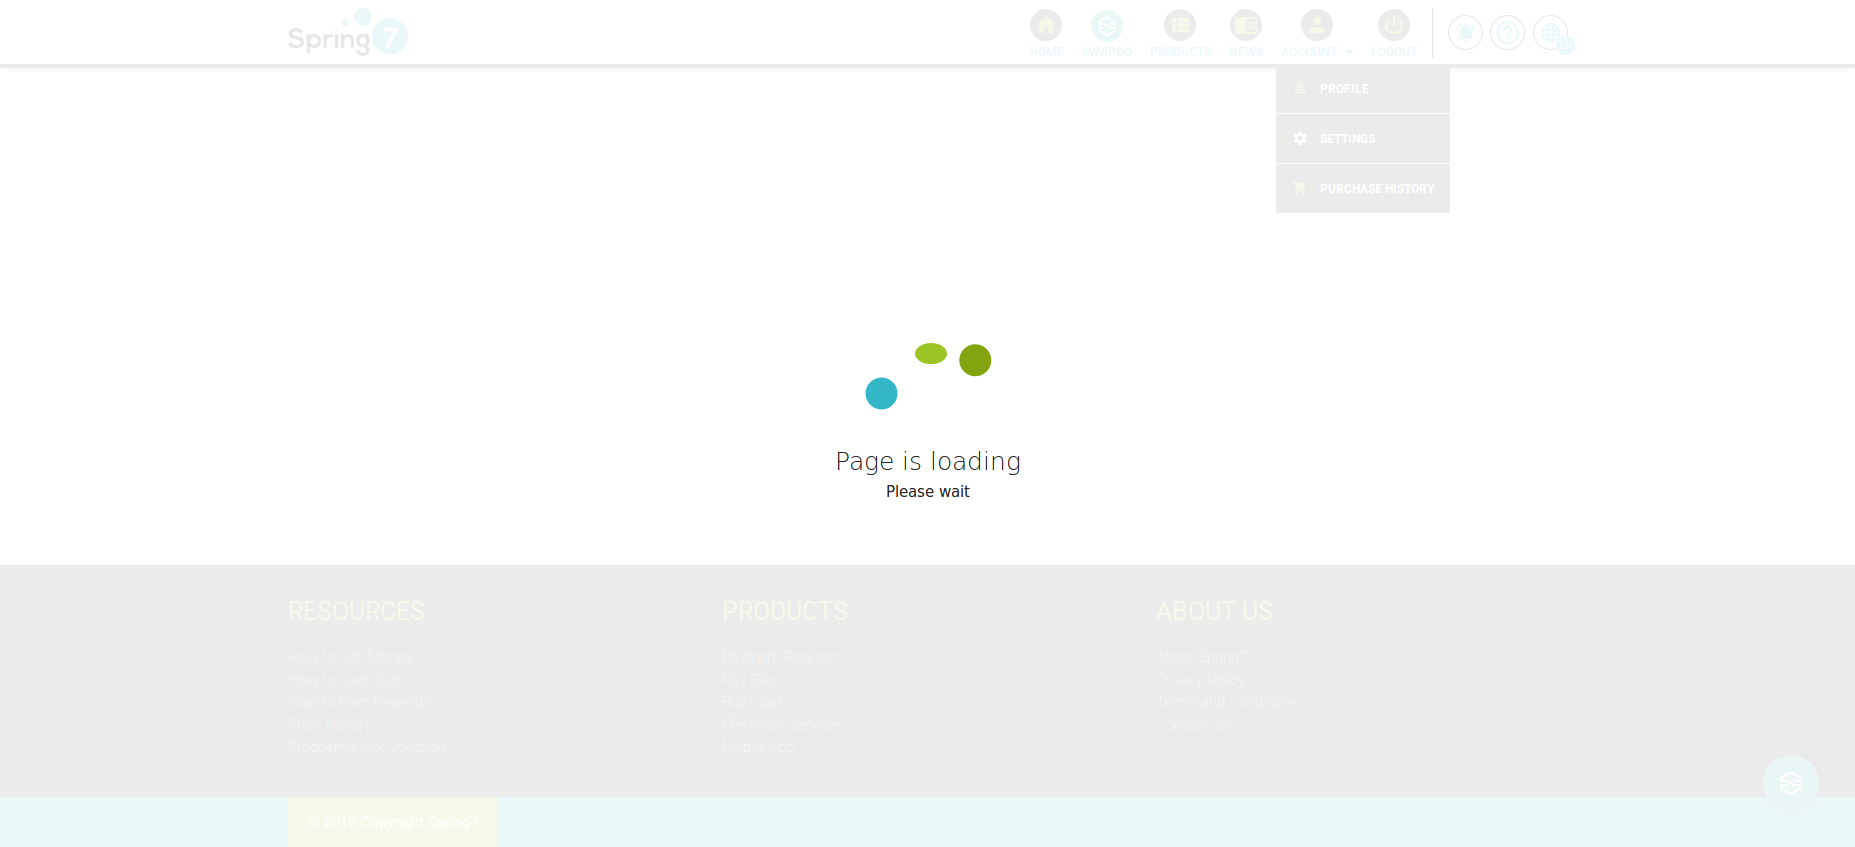 Spring7
HOME
SWAPOO
PRODUCTS
NEWS
ACCOUNT
LOGOUT
EN
PROFILE
SETTINGS
PURCHASE HISTORY
Page is loading
Please wait
RESOURCES
How to Add Money
How to Cash Out
How to Earn Rewards
Price History
Frequently Ask Question
PRODUCTS
Payment Request
Pay Bills
Buy Load
Merchant Services
Mobile App
ABOUT US
About Spring7
Privacy Policy
Terms and Conditions
Contact Us
© 2018 Copyright Spring7